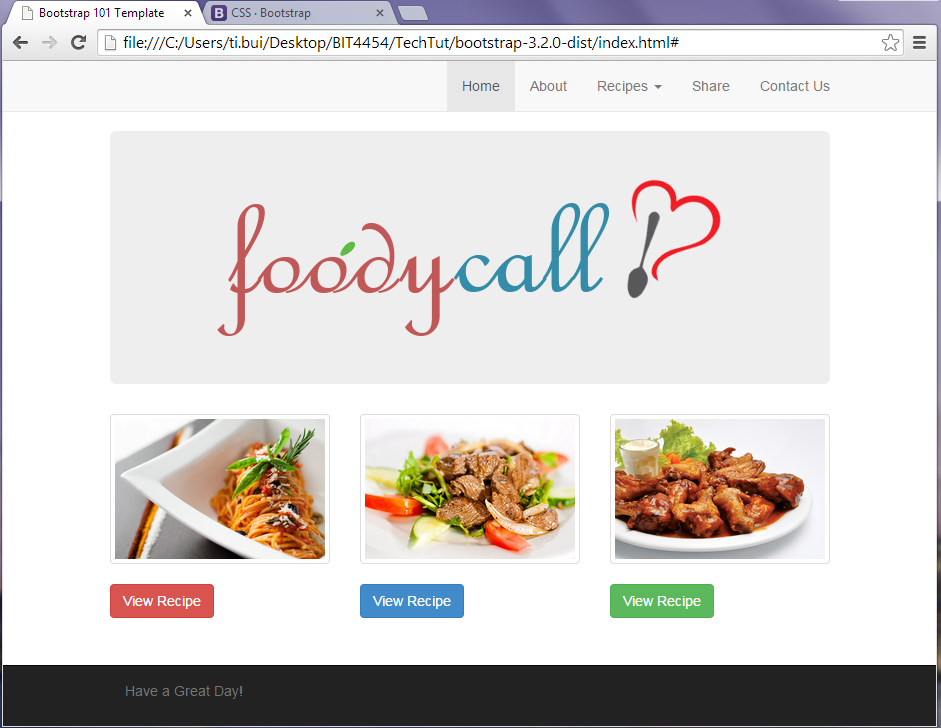 Bootstrap 101 Template
CSS · Bootstrap
file:///C:/Users/ti.bui/Desktop/BIT4454/TechTut/bootstrap-3.2.0-dist/index.html#
Home About Recipes Share Contact Us
foodycall
View Recipe View Recipe View Recipe
Have a Great Day!